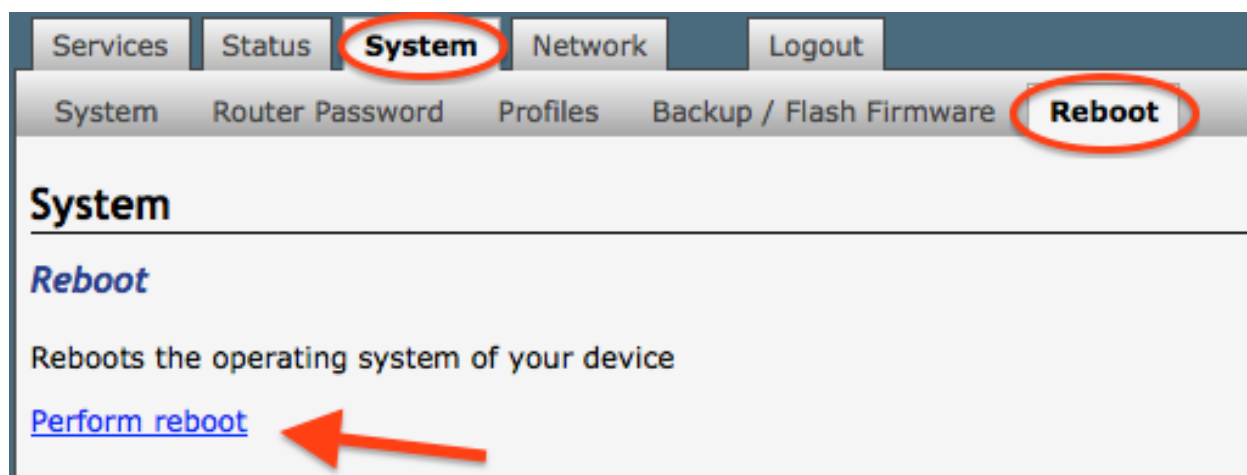 Services Status System Network Logout
System Router Password Profiles Backup / Flash Firmware Reboot
System
Reboot
Reboots the operating system of your device
Perform reboot